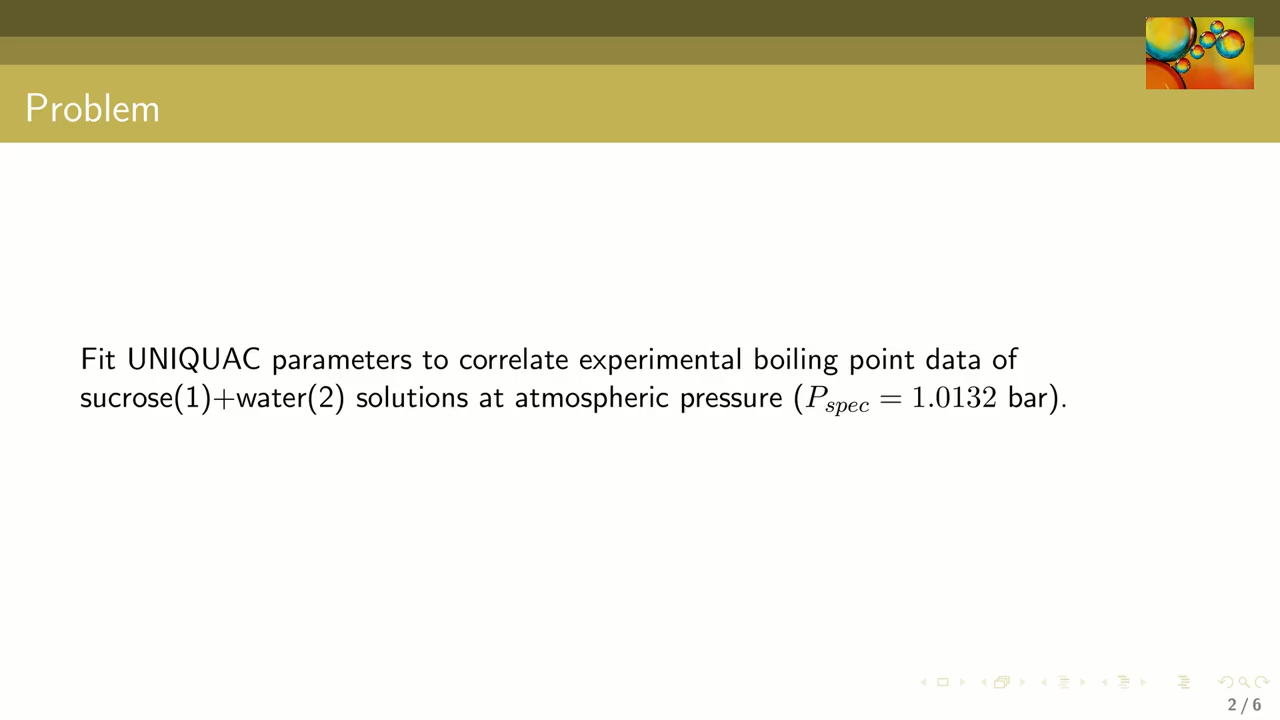 Problem
Fit UNIQUAC parameters to correlate experimental boiling point data of
sucrose(1)+water(2) solutions at atmospheric pressure (P_spec = 1.0132 bar).
2 / 6